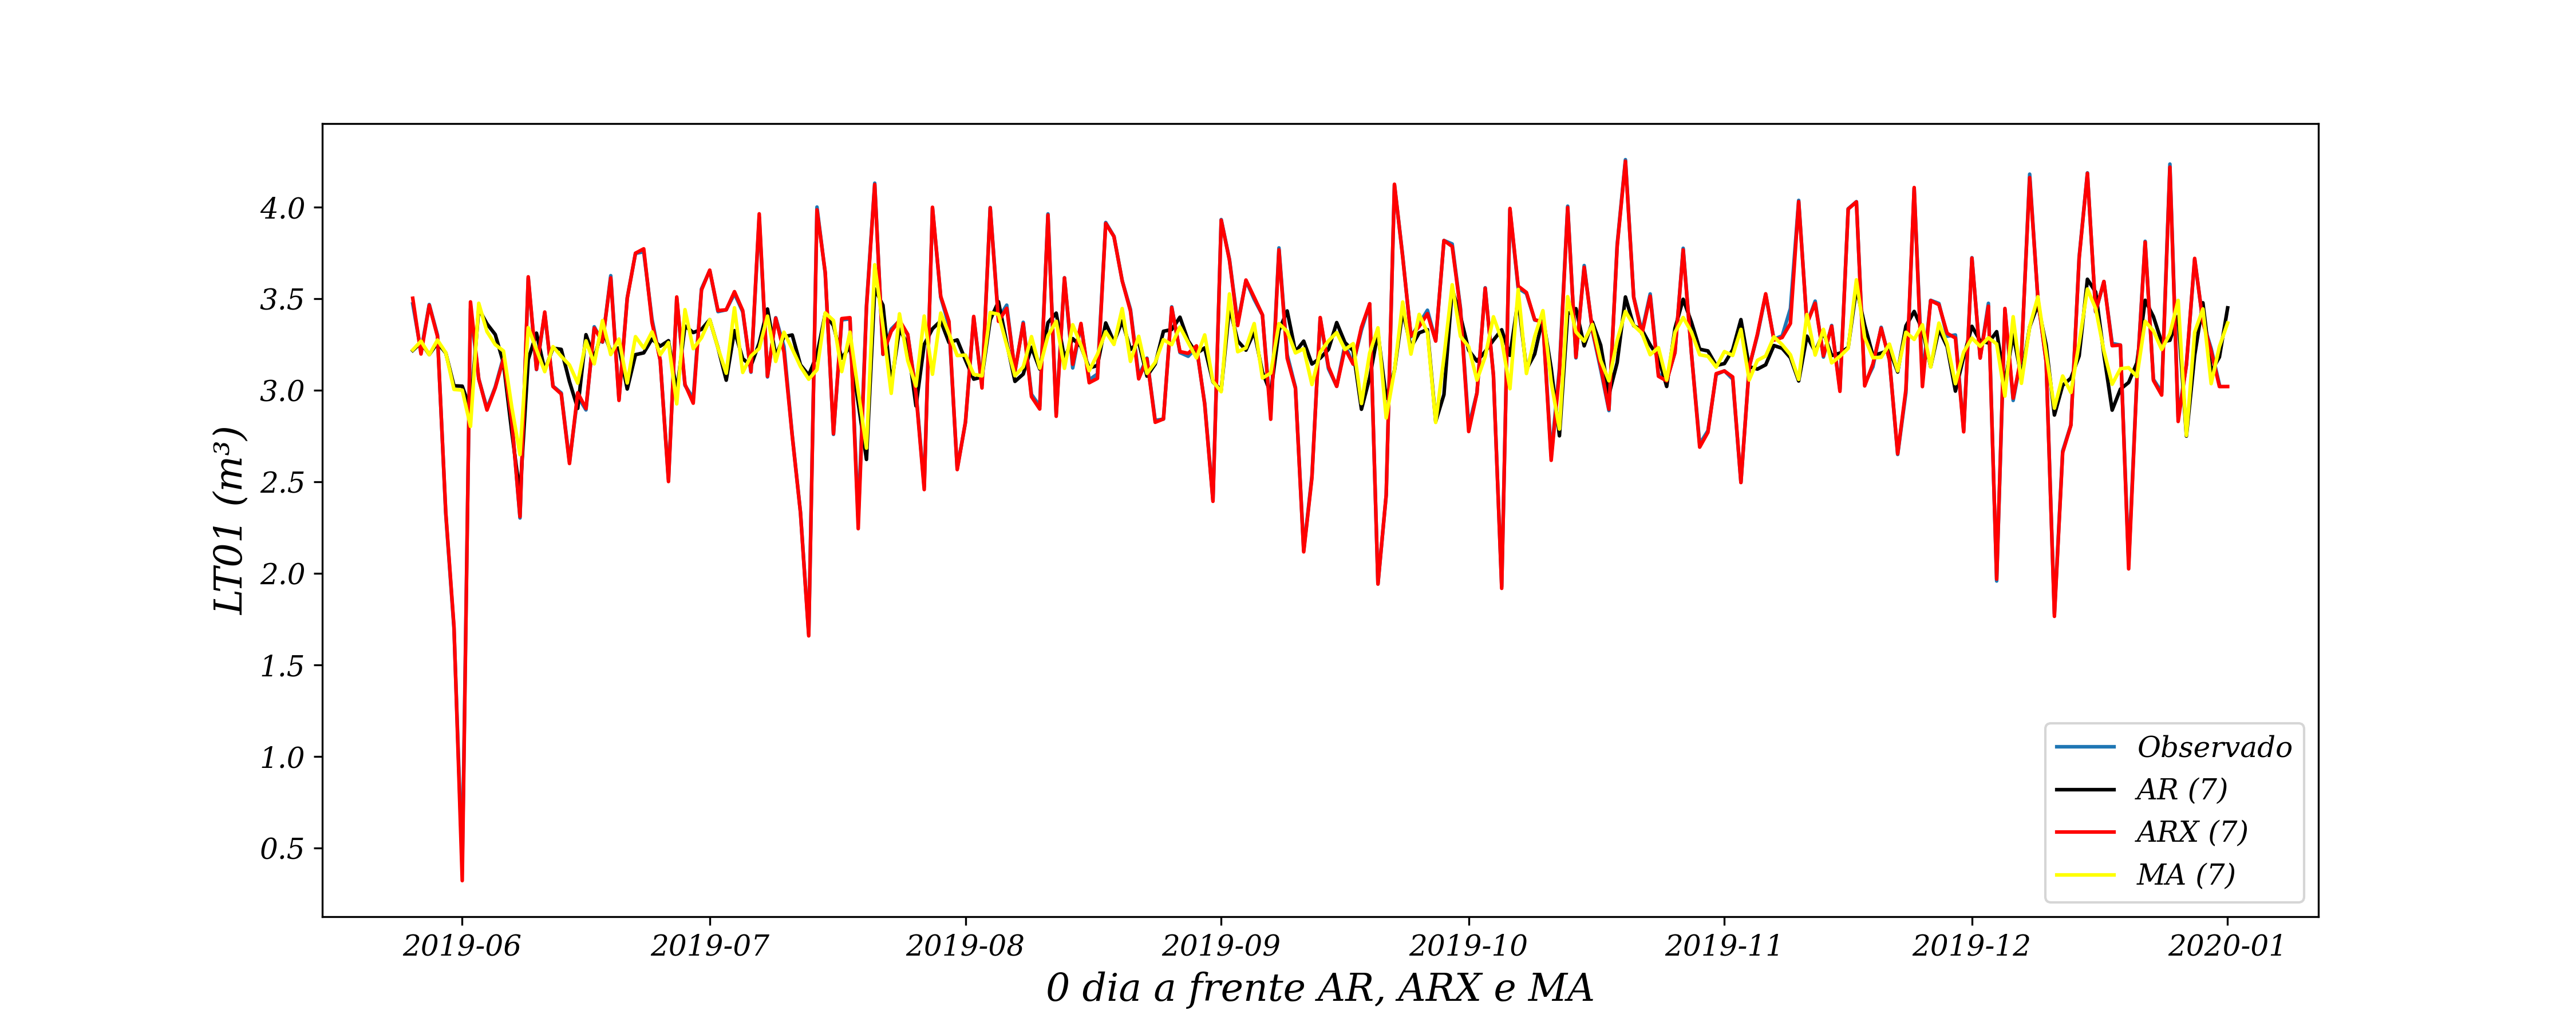 LT01 (m³)
4.0
3.5
3.0
2.5
2.0
1.5
1.0
0.5
Observado
AR (7)
ARX (7)
MA (7)
2019-06
2019-07
2019-08
2019-09
2019-10
2019-11
2019-12
2020-01
0 dia a frente AR, ARX e MA